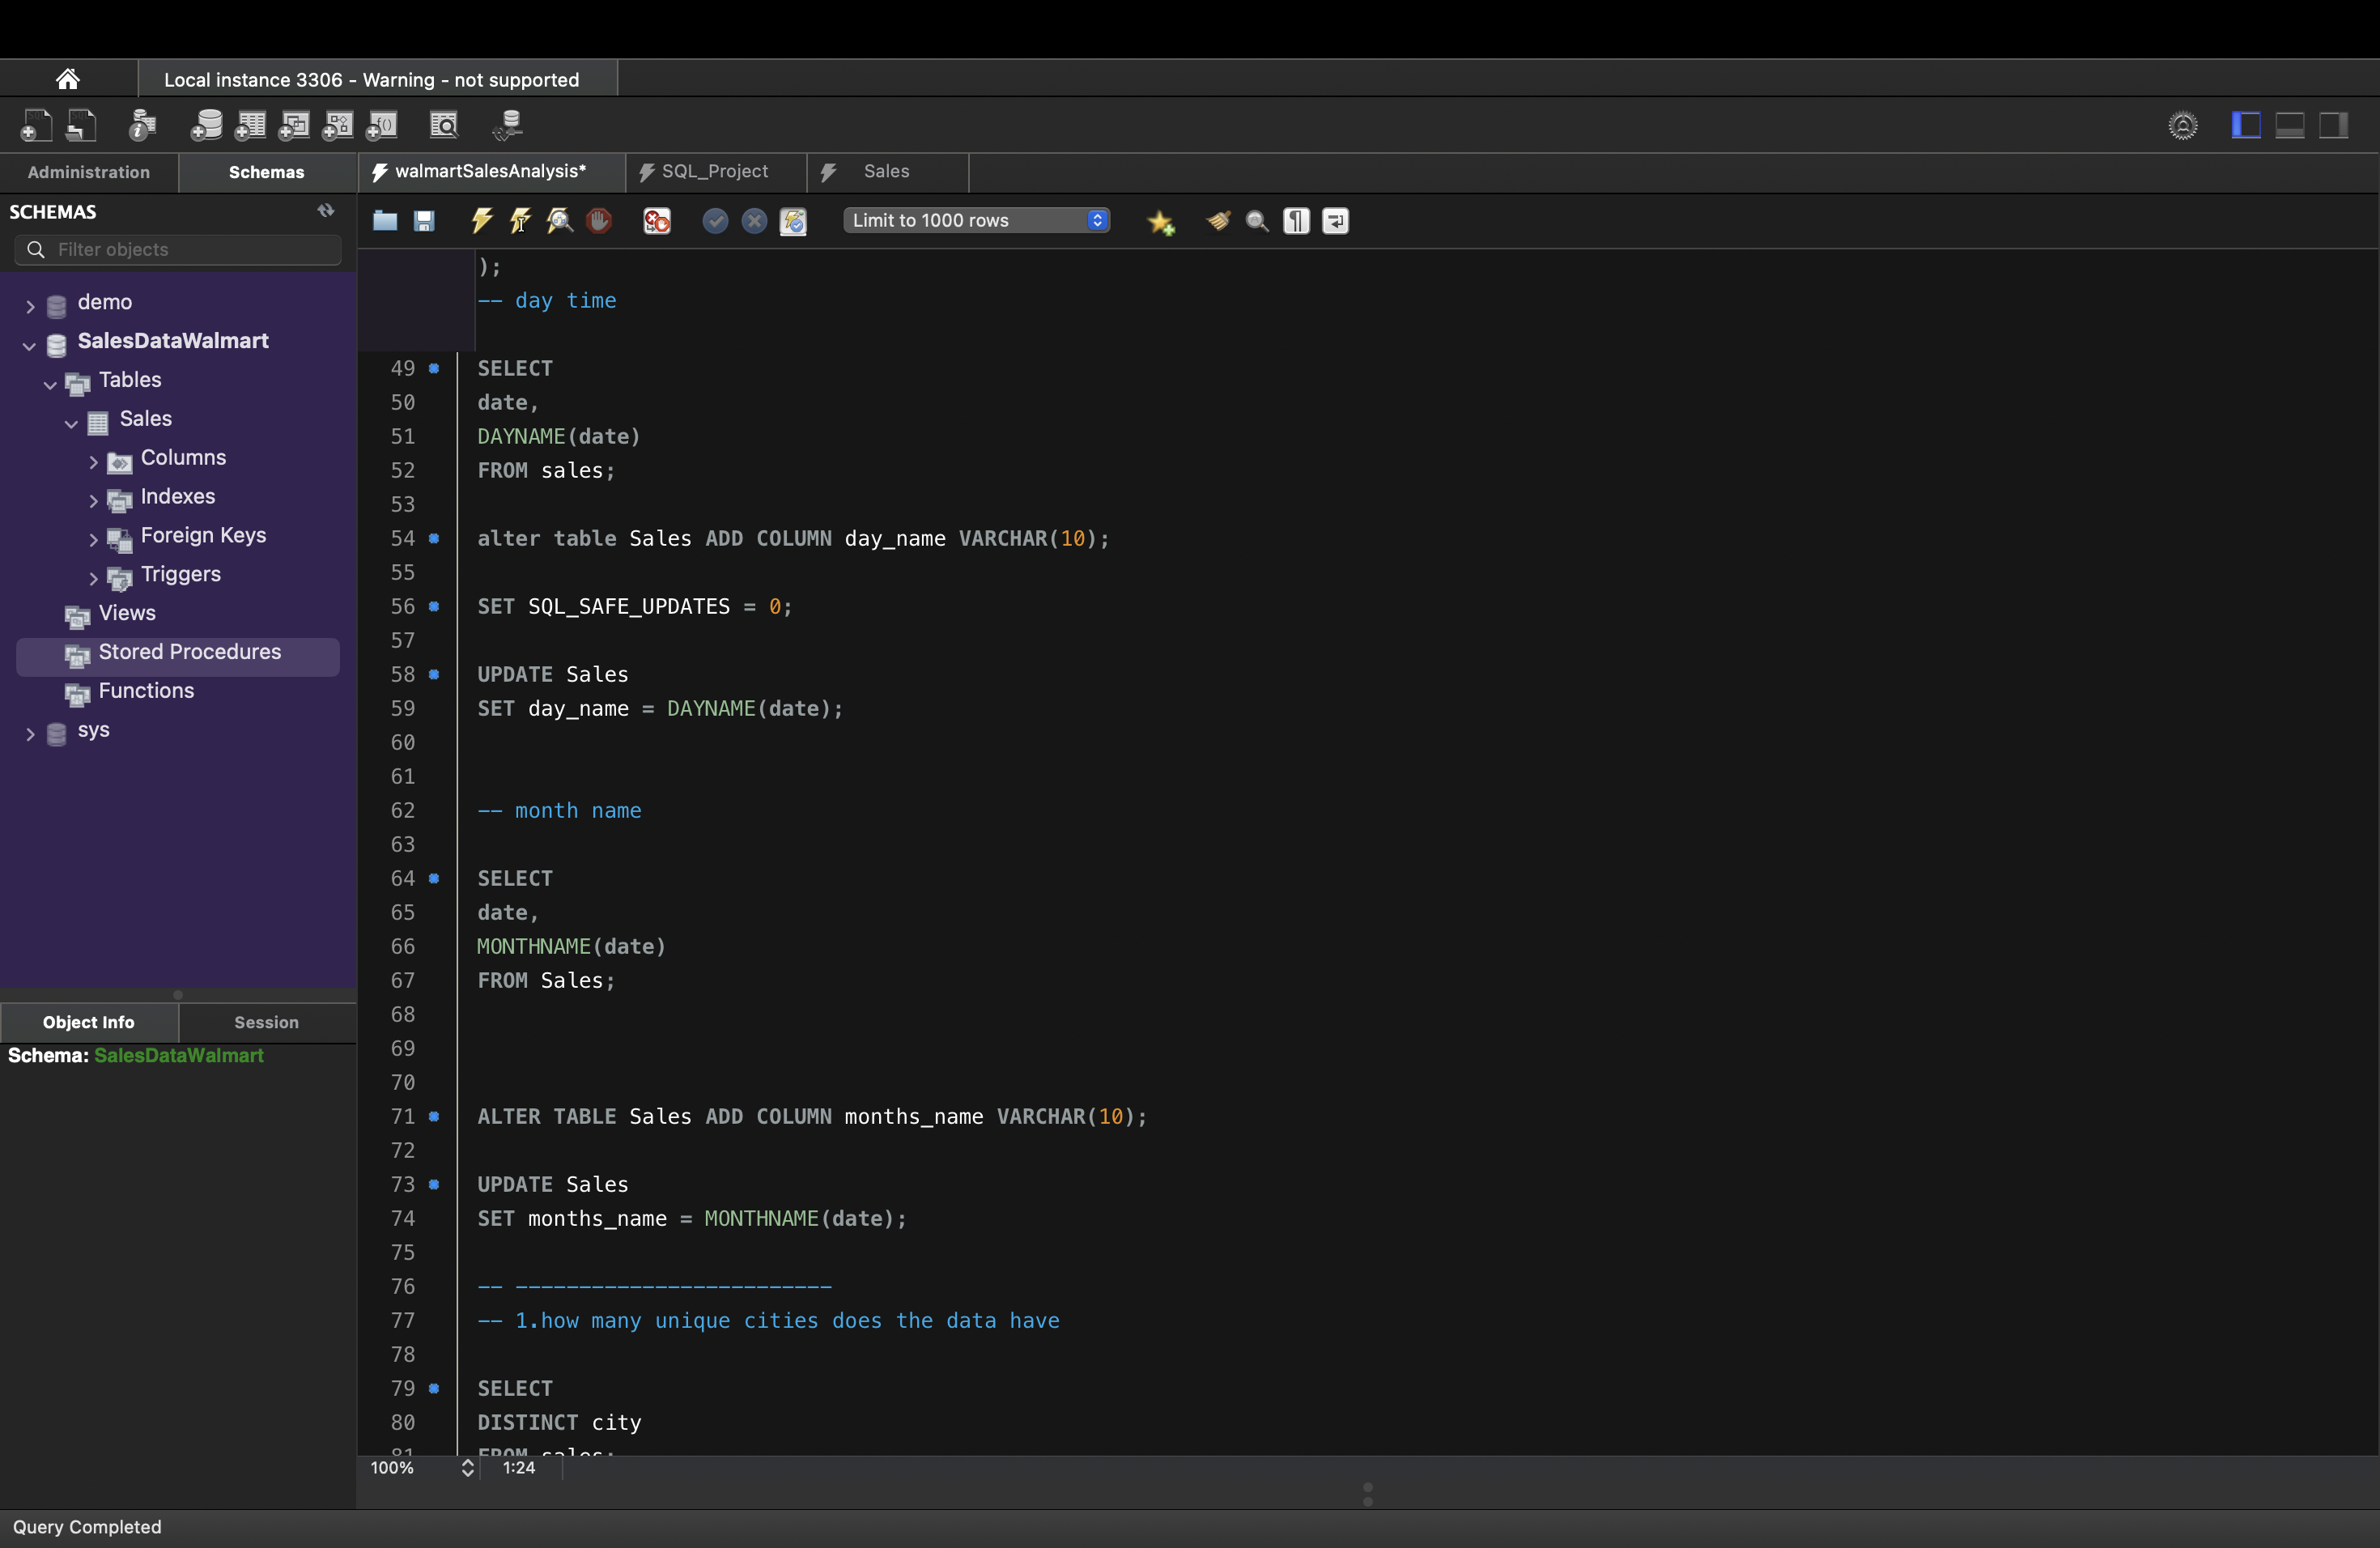 Local instance 3306 - Warning - not supported
Administration
Schemas
walmartSalesAnalysis*
SQL_Project
Sales
SCHEMAS
Filter objects
Limit to 1000 rows
demo
SalesDataWalmart
Tables
Sales
Columns
Indexes
Foreign Keys
Triggers
Views
Stored Procedures
Functions
sys
Object Info
Session
Schema: SalesDataWalmart
);
-- day time
49 SELECT
50 date,
51 DAYNAME(date)
52 FROM sales;
53
54 alter table Sales ADD COLUMN day_name VARCHAR(10);
55
56 SET SQL_SAFE_UPDATES = 0;
57
58 UPDATE Sales
59 SET day_name = DAYNAME(date);
60
61
62 -- month name
63
64 SELECT
65 date,
66 MONTHNAME(date)
67 FROM Sales;
68
69
70
71 ALTER TABLE Sales ADD COLUMN months_name VARCHAR(10);
72
73 UPDATE Sales
74 SET months_name = MONTHNAME(date);
75
76 -- -------------------------
77 -- 1.how many unique cities does the data have
78
79 SELECT
80 DISTINCT city
81 FROM sales;
100%
1:24
Query Completed